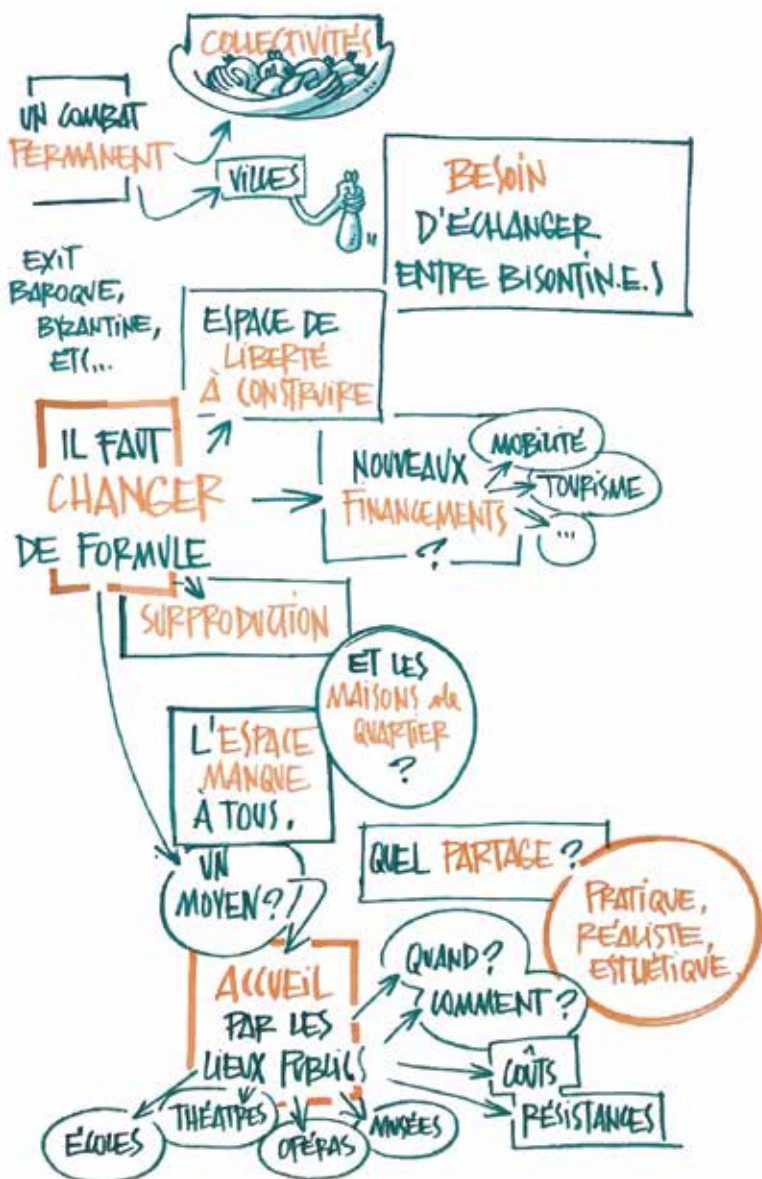 COLLECTIVITÉS
UN COMBAT
PERMANENT
VILLES
BESOIN
D'ÉCHANGER
ENTRE BISONTIN.E.S
EXIT
BAROQUE,
BYZANTINE,
ETC...
ESPACE DE
LIBERTÉ
À CONSTRUIRE
IL FAUT
CHANGER
DE FORMULE
NOUVEAUX
FINANCEMENTS
?
MOBILITÉ
TOURISME
...
SURPRODUCTION
ET LES
MAISONS de
QUARTIER
?
L'ESPACE
MANQUE
À TOUS.
UN
MOYEN?
QUEL PARTAGE ?
PRATIQUE,
RÉALISTE,
ESTHÉTIQUE.
ACCUEIL
PAR LES
LIEUX PUBLICS
QUAND?
COMMENT?
COÛTS
RÉSISTANCES
ÉCOLES
THÉATRES
OPÉRAS
MUSÉES